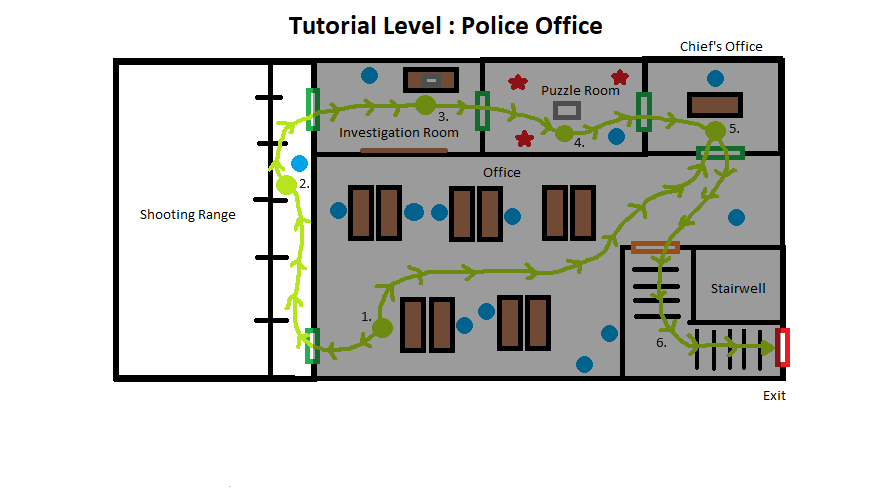 Tutorial Level : Police Office
Chief's Office
Puzzle Room
3.
5.
Investigation Room
4.
Office
2.
Shooting Range
Stairwell
1.
6.
Exit